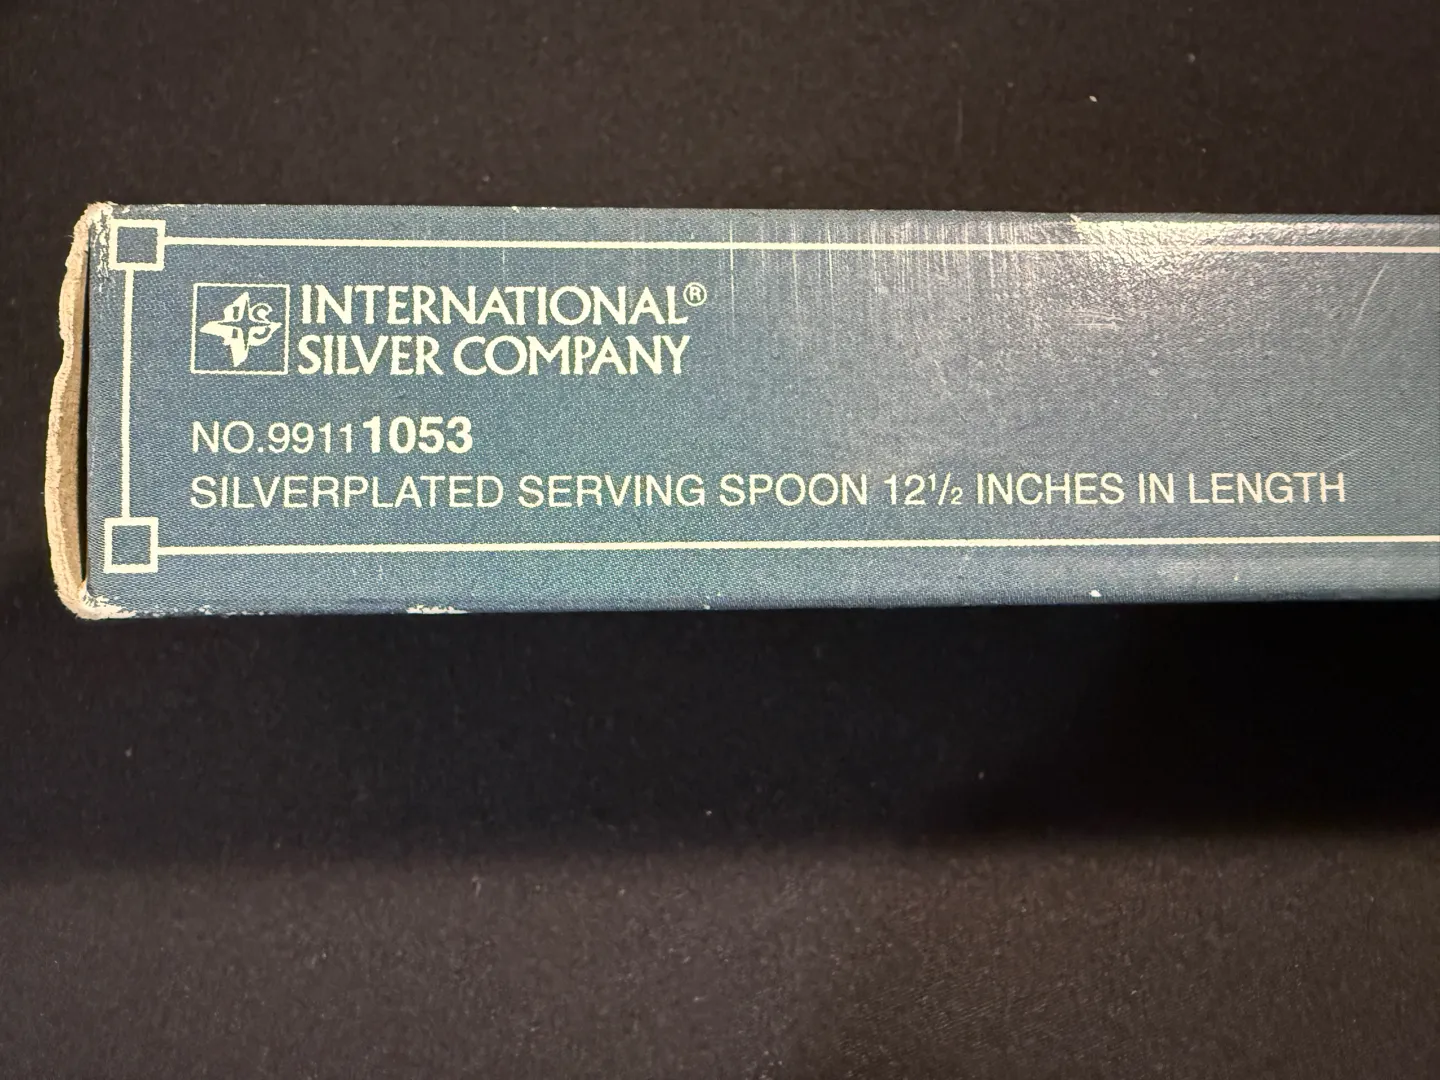 INTERNATIONAL®
SILVER COMPANY
NO.99111053
SILVERPLATED SERVING SPOON 12½ INCHES IN LENGTH